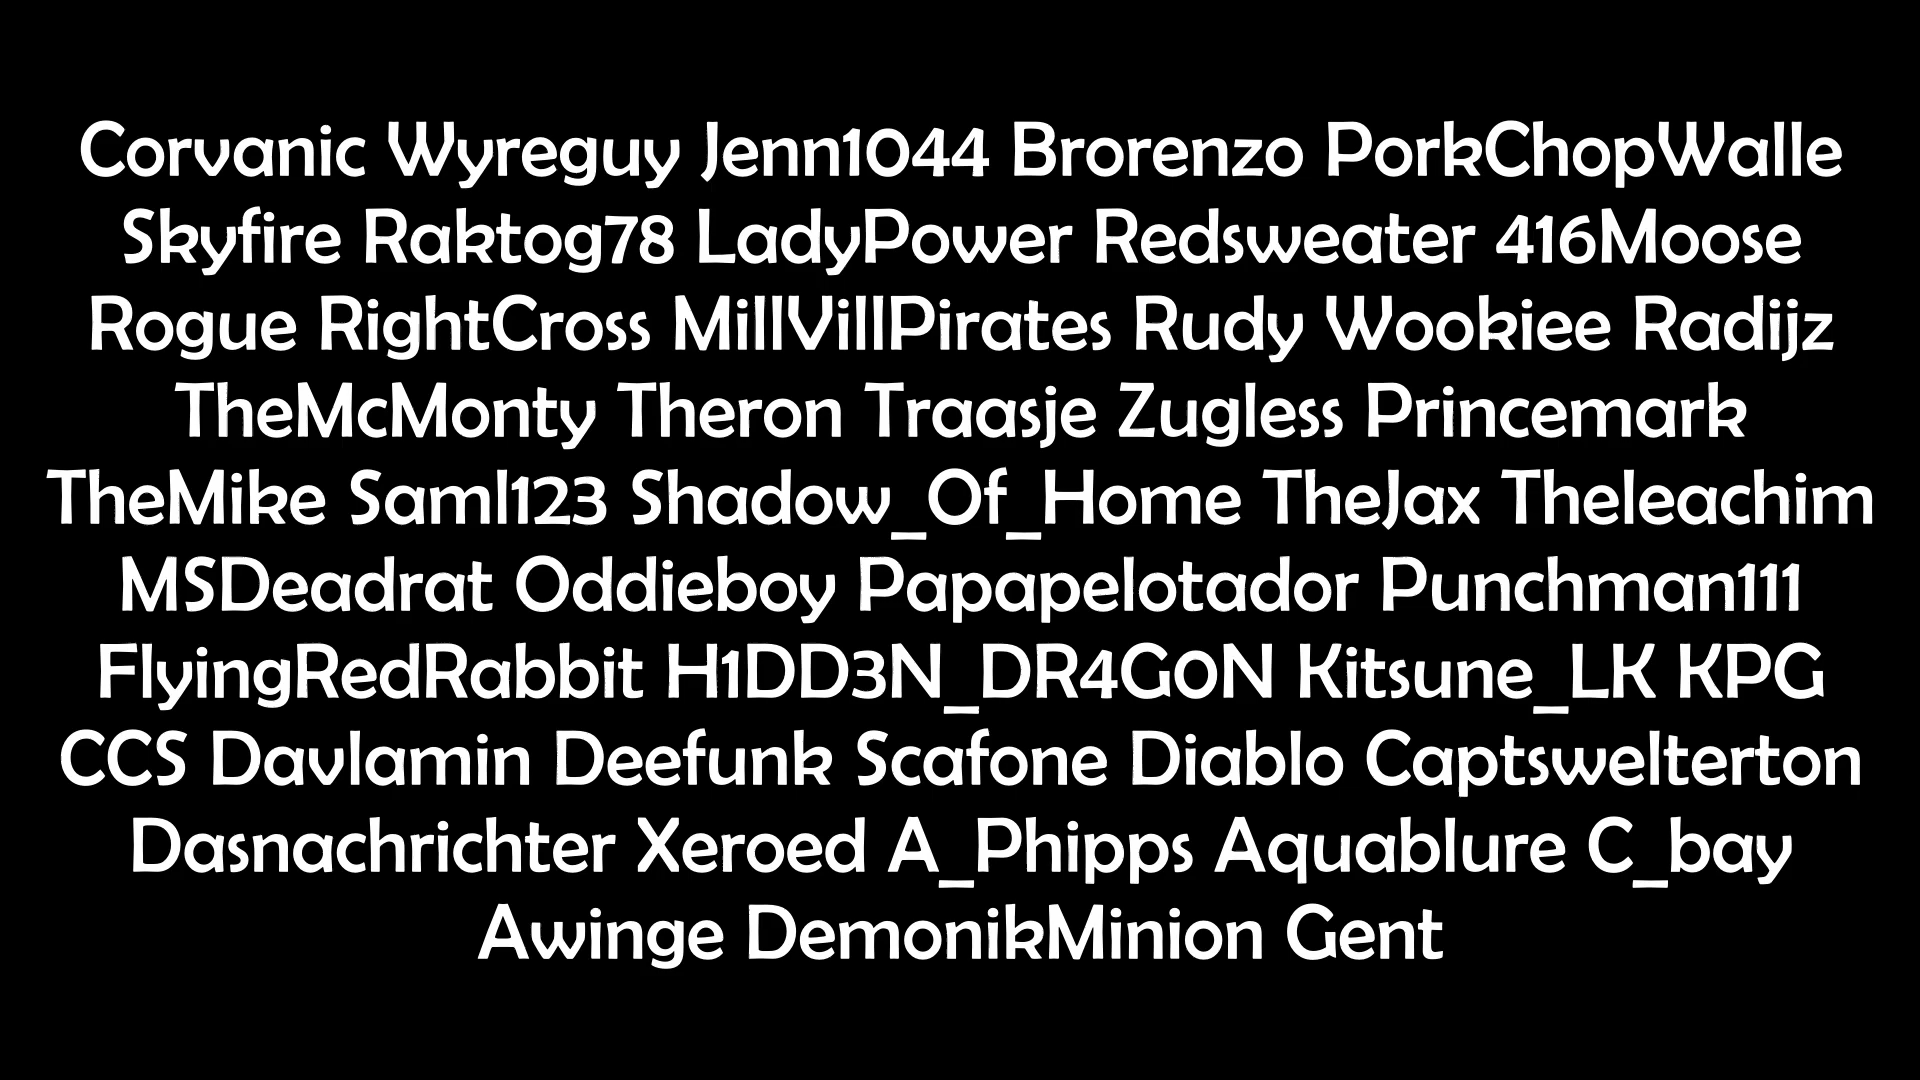 Corvanic Wyreguy Jenn1044 Brorenzo PorkChopWalle
Skyfire Raktog78 LadyPower Redsweater 416Moose
Rogue RightCross MillVillPirates Rudy Wookiee Radijz
TheMcMonty Theron Traasje Zugless Princemark
TheMike Saml123 Shadow_Of_Home TheJax Theleachim
MSDeadrat Oddieboy Papapelotador Punchman111
FlyingRedRabbit H1DD3N_DR4G0N Kitsune_LK KPG
CCS Davlamin Deefunk Scafone Diablo Captswelterton
Dasnachrichter Xeroed A_Phipps Aquablure C_bay
Awinge DemonikMinion Gent